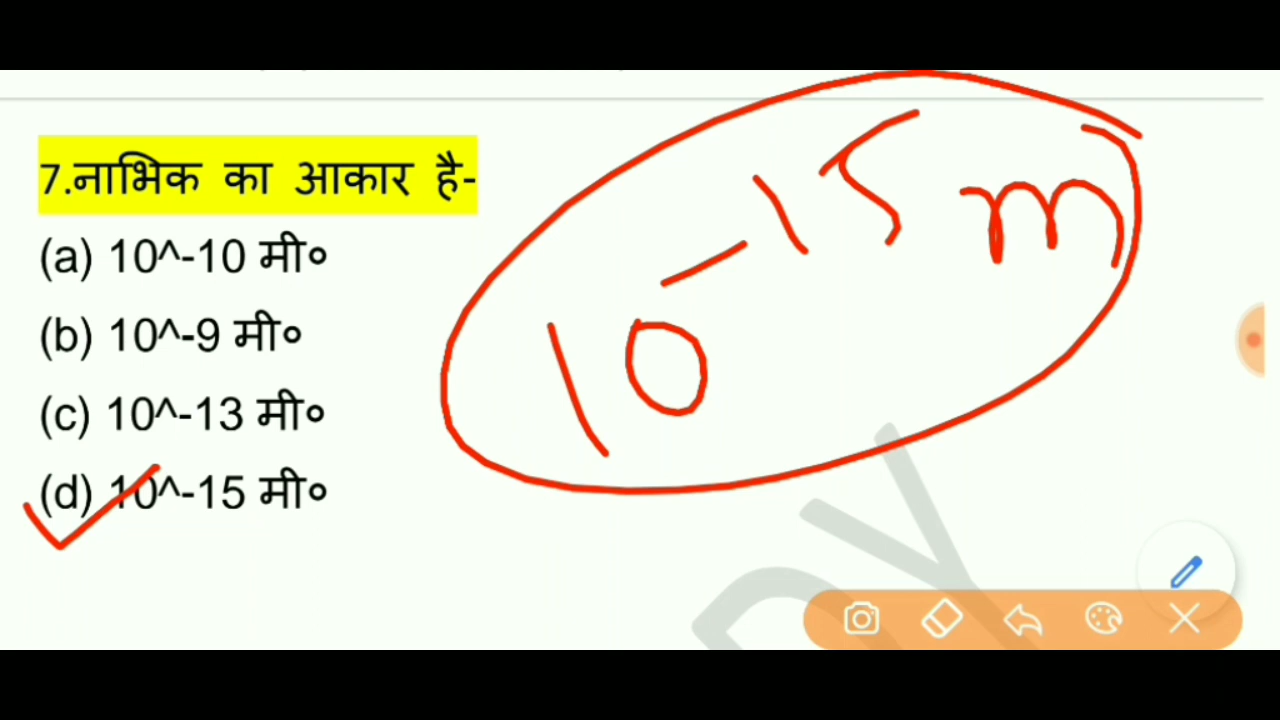 7.नाभिक का आकार है-
(a) 10^-10 मी०
(b) 10^-9 मी०
(c) 10^-13 मी०
(d) 10^-15 मी०
10-15 m